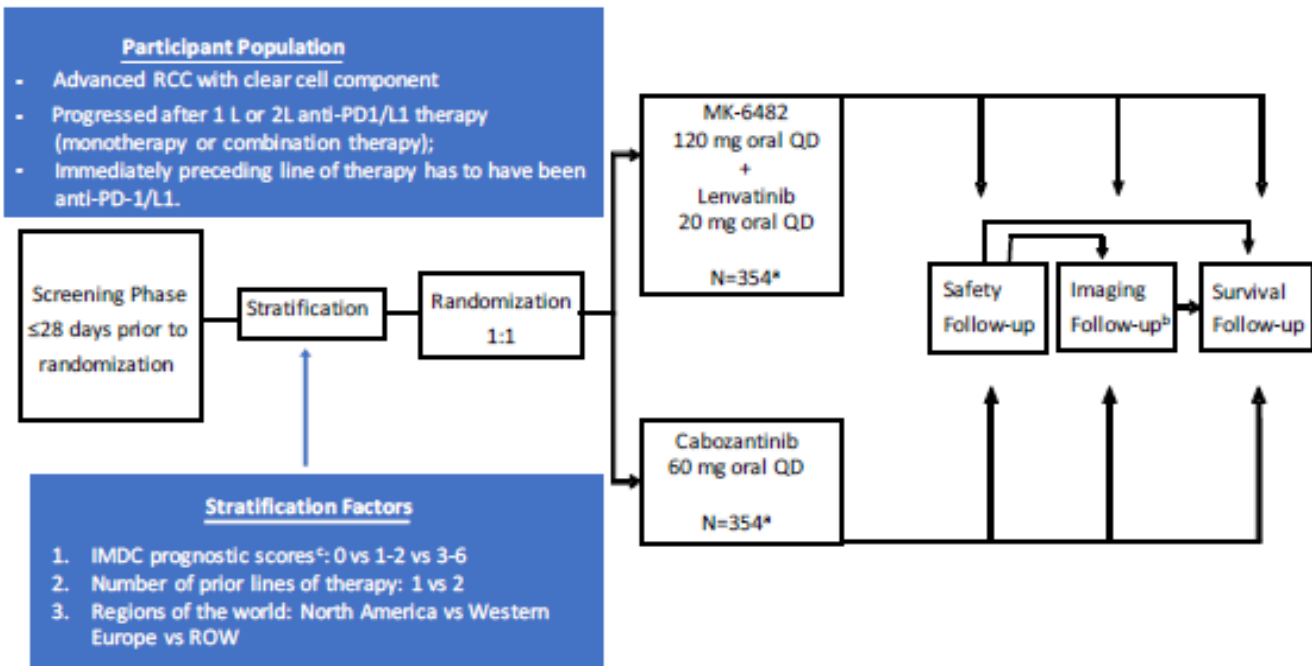 Participant Population
- Advanced RCC with clear cell component
- Progressed after 1 L or 2L anti-PD1/L1 therapy
(monotherapy or combination therapy);
- Immediately preceding line of therapy has to have been
anti-PD-1/L1.
Screening Phase
≤28 days prior to
randomization
Stratification
Randomization
1:1
Stratification Factors
1. IMDC prognostic scoresᶜ: 0 vs 1-2 vs 3-6
2. Number of prior lines of therapy: 1 vs 2
3. Regions of the world: North America vs Western
Europe vs ROW
MK-6482
120 mg oral QD
+
Lenvatinib
20 mg oral QD
N=354ᵃ
Cabozantinib
60 mg oral QD
N=354ᵃ
Safety
Follow-up
Imaging
Follow-upᵇ
Survival
Follow-up